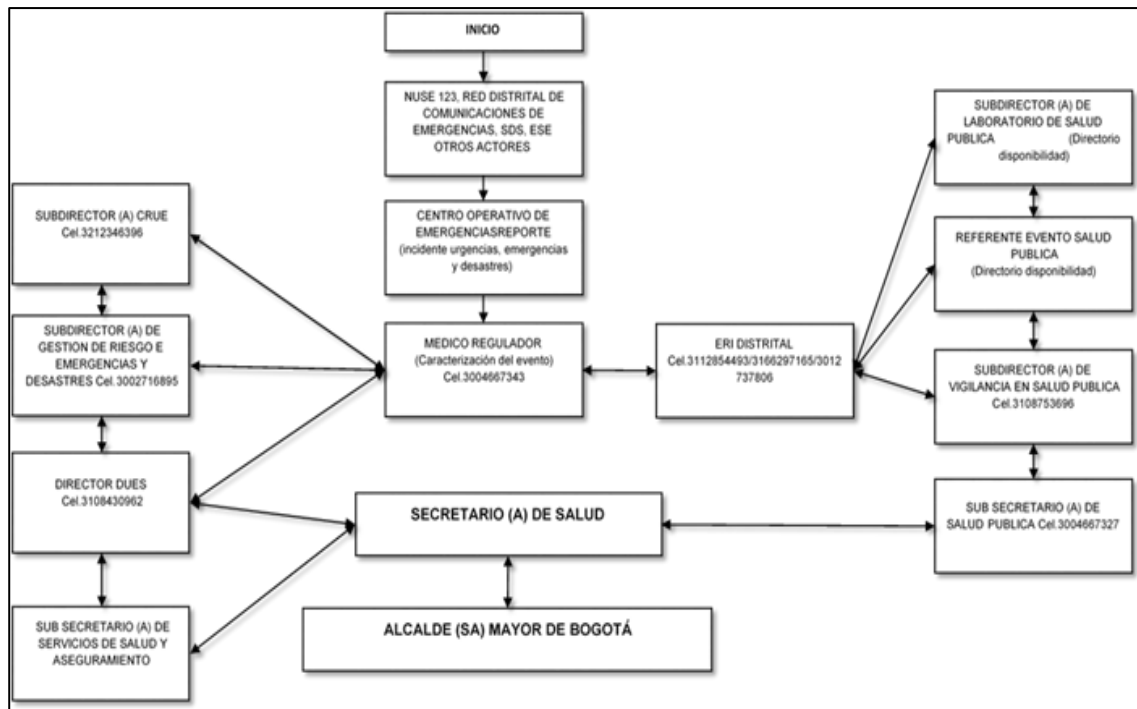 INICIO
NUSE 123, RED DISTRITAL DE
COMUNICACIONES DE
EMERGENCIAS, SDS, ESE
OTROS ACTORES
CENTRO OPERATIVO DE
EMERGENCIASREPORTE
(incidente urgencias, emergencias
y desastres)
MEDICO REGULADOR
(Caracterización del evento)
Cel.3004667343
SUBDIRECTOR (A) CRUE
Cel.3212346396
SUBDIRECTOR (A) DE
GESTION DE RIESGO E
EMERGENCIAS Y
DESASTRES Cel.3002716895
DIRECTOR DUES
Cel.3108430962
SUB SECRETARIO (A) DE
SERVICIOS DE SALUD Y
ASEGURAMIENTO
ERI DISTRITAL
Cel.3112854493/3166297165/3012
737806
SUBDIRECTOR (A) DE
LABORATORIO DE SALUD
PUBLICA (Directorio
disponibilidad)
REFERENTE EVENTO SALUD
PUBLICA
(Directorio disponibilidad)
SUBDIRECTOR (A) DE
VIGILANCIA EN SALUD PUBLICA
Cel.3108753696
SUB SECRETARIO (A) DE
SALUD PUBLICA Cel.3004667327
SECRETARIO (A) DE SALUD
ALCALDE (SA) MAYOR DE BOGOTÁ